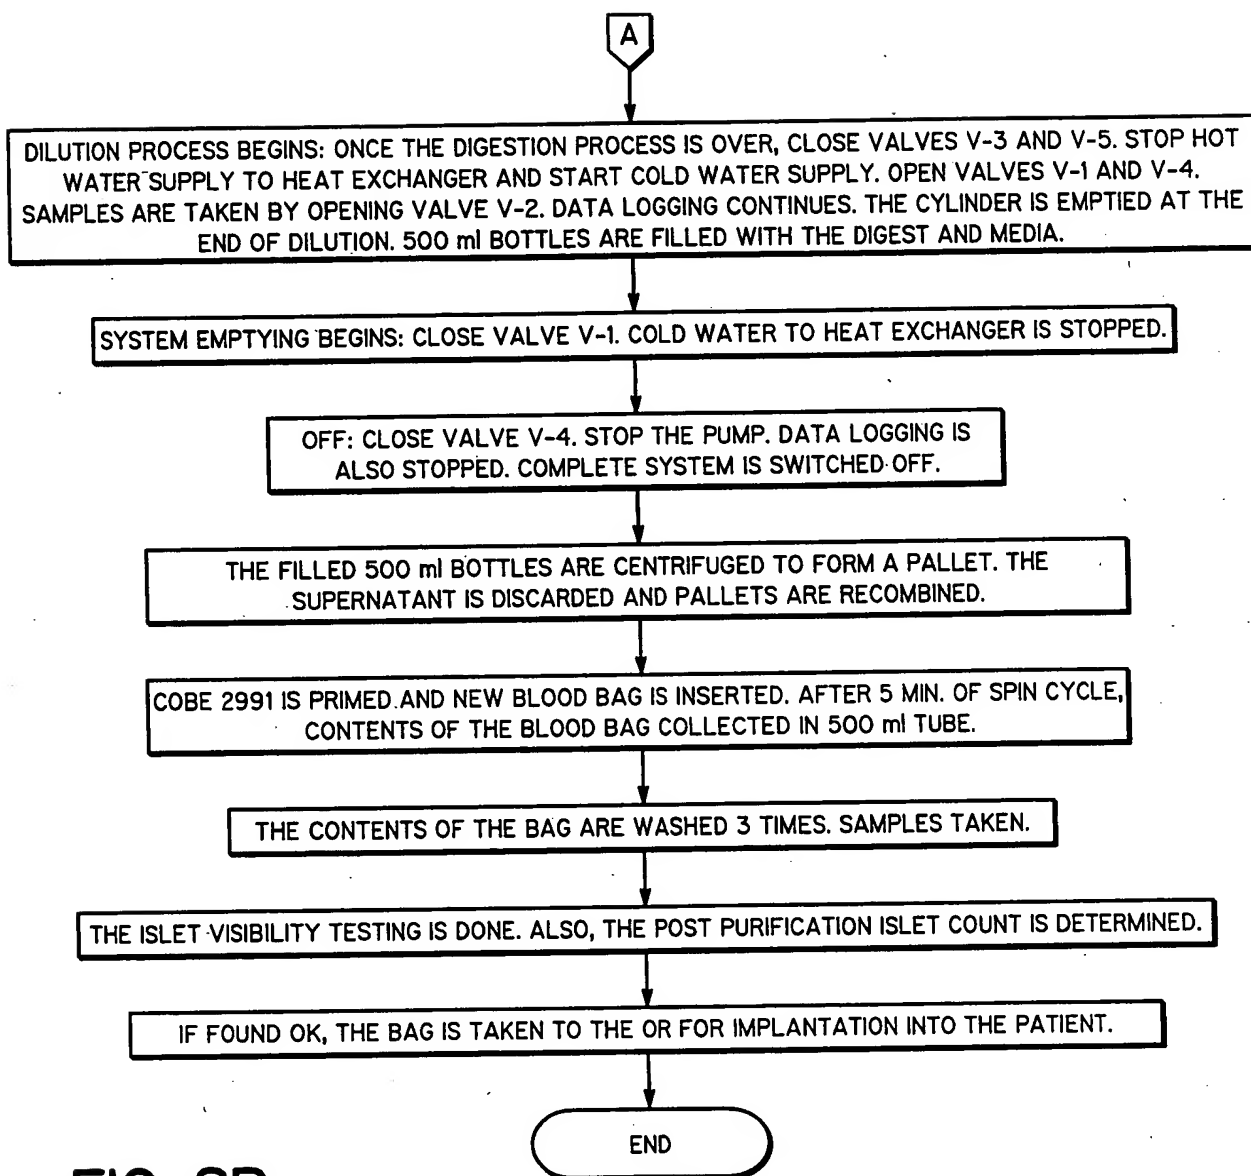 A
DILUTION PROCESS BEGINS: ONCE THE DIGESTION PROCESS IS OVER, CLOSE VALVES V-3 AND V-5. STOP HOT
WATER SUPPLY TO HEAT EXCHANGER AND START COLD WATER SUPPLY. OPEN VALVES V-1 AND V-4.
SAMPLES ARE TAKEN BY OPENING VALVE V-2. DATA LOGGING CONTINUES. THE CYLINDER IS EMPTIED AT THE
END OF DILUTION. 500 ml BOTTLES ARE FILLED WITH THE DIGEST AND MEDIA.
SYSTEM EMPTYING BEGINS: CLOSE VALVE V-1. COLD WATER TO HEAT EXCHANGER IS STOPPED.
OFF: CLOSE VALVE V-4. STOP THE PUMP. DATA LOGGING IS
ALSO STOPPED. COMPLETE SYSTEM IS SWITCHED OFF.
THE FILLED 500 ml BOTTLES ARE CENTRIFUGED TO FORM A PALLET. THE
SUPERNATANT IS DISCARDED AND PALLETS ARE RECOMBINED.
COBE 2991 IS PRIMED AND NEW BLOOD BAG IS INSERTED. AFTER 5 MIN. OF SPIN CYCLE,
CONTENTS OF THE BLOOD BAG COLLECTED IN 500 ml TUBE.
THE CONTENTS OF THE BAG ARE WASHED 3 TIMES. SAMPLES TAKEN.
THE ISLET VISIBILITY TESTING IS DONE. ALSO, THE POST PURIFICATION ISLET COUNT IS DETERMINED.
IF FOUND OK, THE BAG IS TAKEN TO THE OR FOR IMPLANTATION INTO THE PATIENT.
END